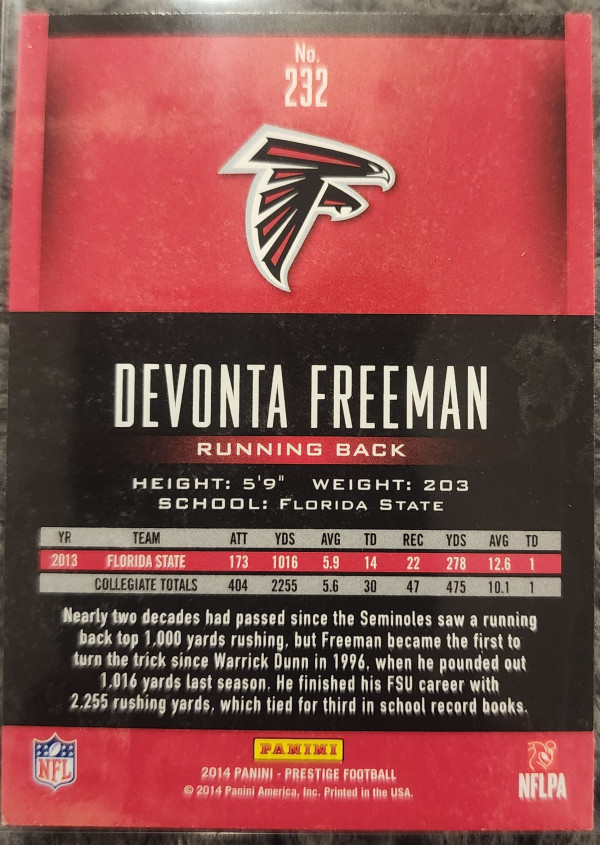 No.
232
DEVONTA FREEMAN
RUNNING BACK
HEIGHT: 5'9" WEIGHT: 203
SCHOOL: FLORIDA STATE
YR TEAM ATT YDS AVG TD REC YDS AVG TD
2013 FLORIDA STATE 173 1016 5.9 14 22 278 12.6 1
COLLEGIATE TOTALS 404 2255 5.6 30 47 475 10.1 1
Nearly two decades had passed since the Seminoles saw a running
back top 1,000 yards rushing, but Freeman became the first to
turn the trick since Warrick Dunn in 1996, when he pounded out
1,016 yards last season. He finished his FSU career with
2,255 rushing yards, which tied for third in school record books.
NFL
PANINI
2014 PANINI - PRESTIGE FOOTBALL
© 2014 Panini America, Inc. Printed in the USA.
NFLPA